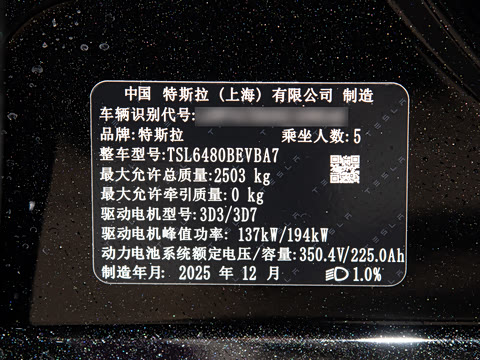 中国 特斯拉（上海）有限公司 制造
车辆识别代号:
品牌:特斯拉 乘坐人数:5
整车型号:TSL6480BEVBA7
最大允许总质量:2503 kg
最大允许牵引质量:0 kg
驱动电机型号:3D3/3D7
驱动电机峰值功率: 137kW/194kW
动力电池系统额定电压/容量:350.4V/225.0Ah
制造年月: 2025 年 12 月 1.0%